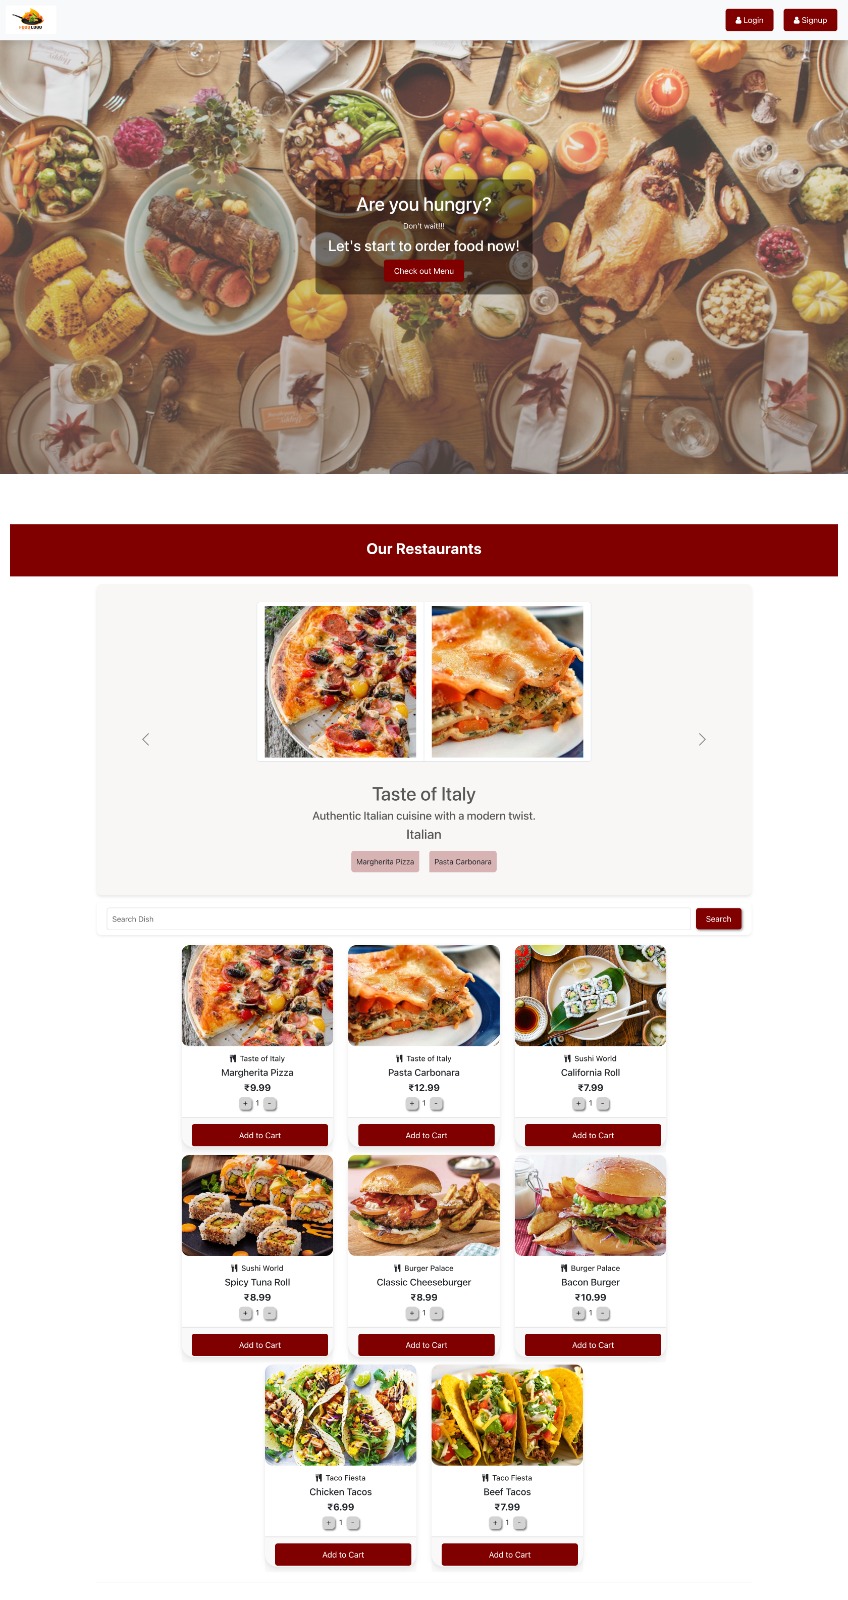 FOOD LUUU
Login
Signup
Are you hungry?
Don't wait!!!
Let's start to order food now!
Check out Menu
Our Restaurants
Taste of Italy
Authentic Italian cuisine with a modern twist.
Italian
Margherita Pizza
Pasta Carbonara
Search Dish
Search
Taste of Italy
Margherita Pizza
₹9.99
+ 1 -
Add to Cart
Taste of Italy
Pasta Carbonara
₹12.99
+ 1 -
Add to Cart
Sushi World
California Roll
₹7.99
+ 1 -
Add to Cart
Sushi World
Spicy Tuna Roll
₹8.99
+ 1 -
Add to Cart
Burger Palace
Classic Cheeseburger
₹8.99
+ 1 -
Add to Cart
Burger Palace
Bacon Burger
₹10.99
+ 1 -
Add to Cart
Taco Fiesta
Chicken Tacos
₹6.99
+ 1 -
Add to Cart
Taco Fiesta
Beef Tacos
₹7.99
+ 1 -
Add to Cart